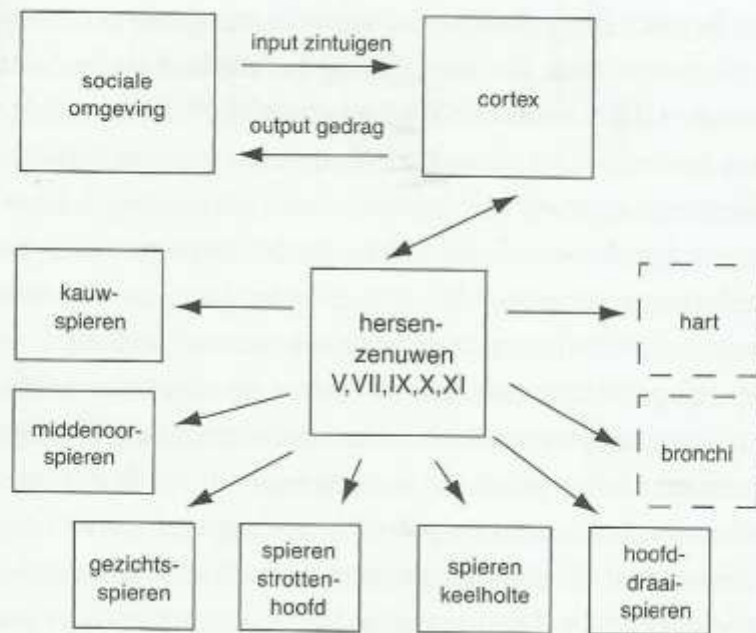 sociale
omgeving
input zintuigen
output gedrag
cortex
kauw-
spieren
hersen-
zenuwen
V,VII,IX,X,XI
hart
middenoor-
spieren
bronchi
gezichts-
spieren
spieren
strotten-
hoofd
spieren
keelholte
hoofd-
draai-
spieren